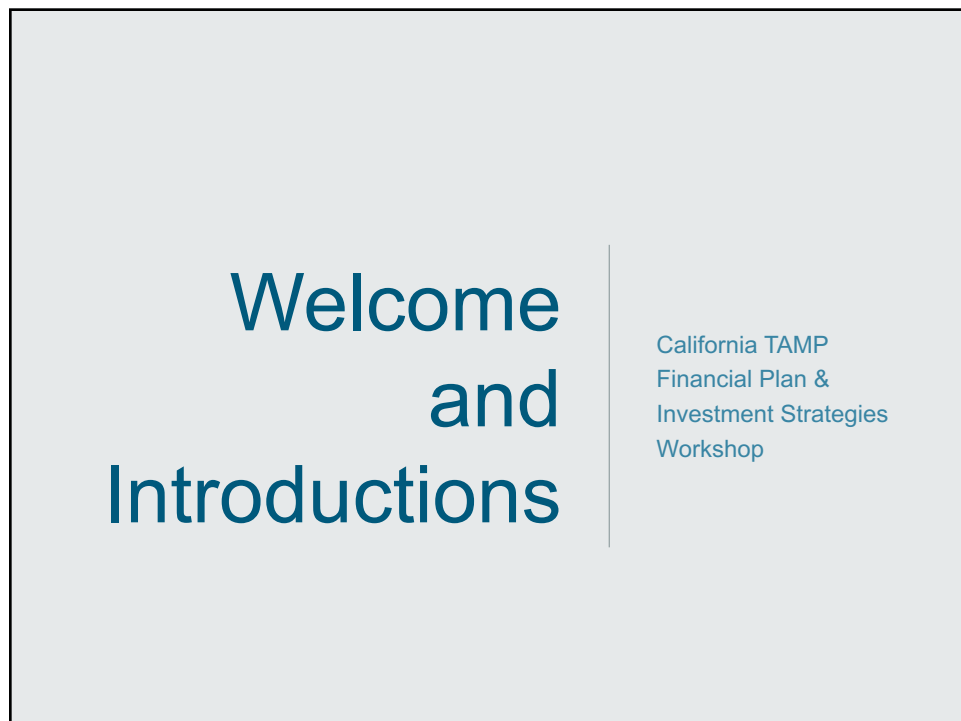 Welcome
and
Introductions
California TAMP
Financial Plan &
Investment Strategies
Workshop